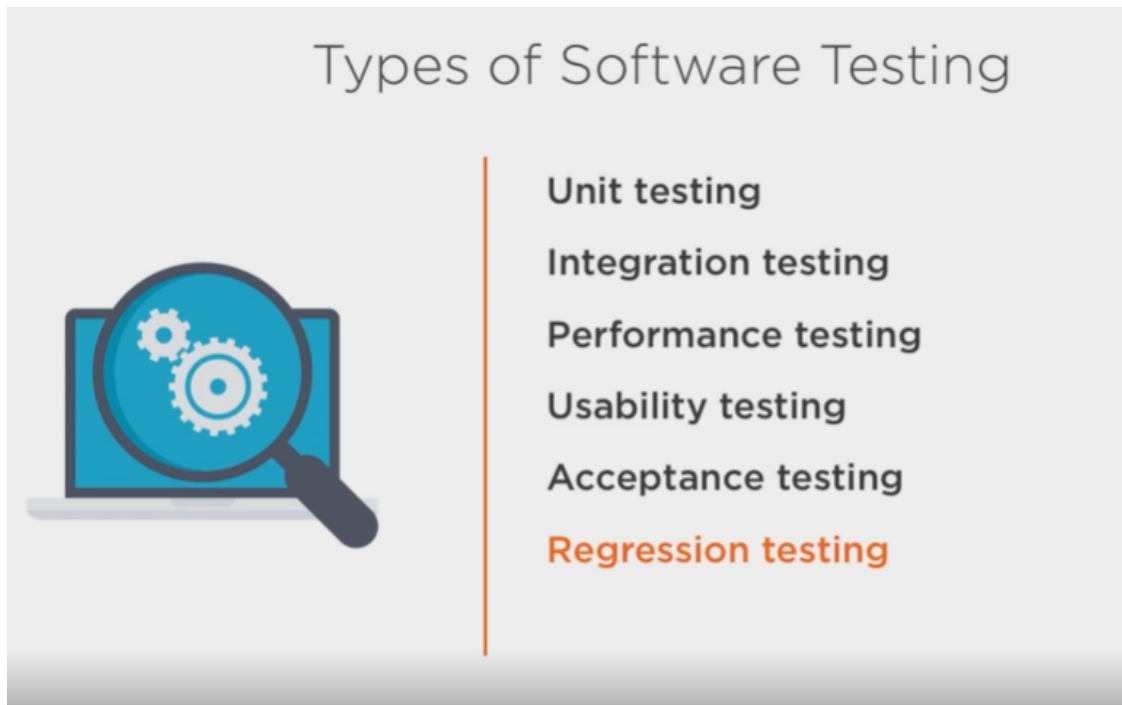 Types of Software Testing
Unit testing
Integration testing
Performance testing
Usability testing
Acceptance testing
Regression testing